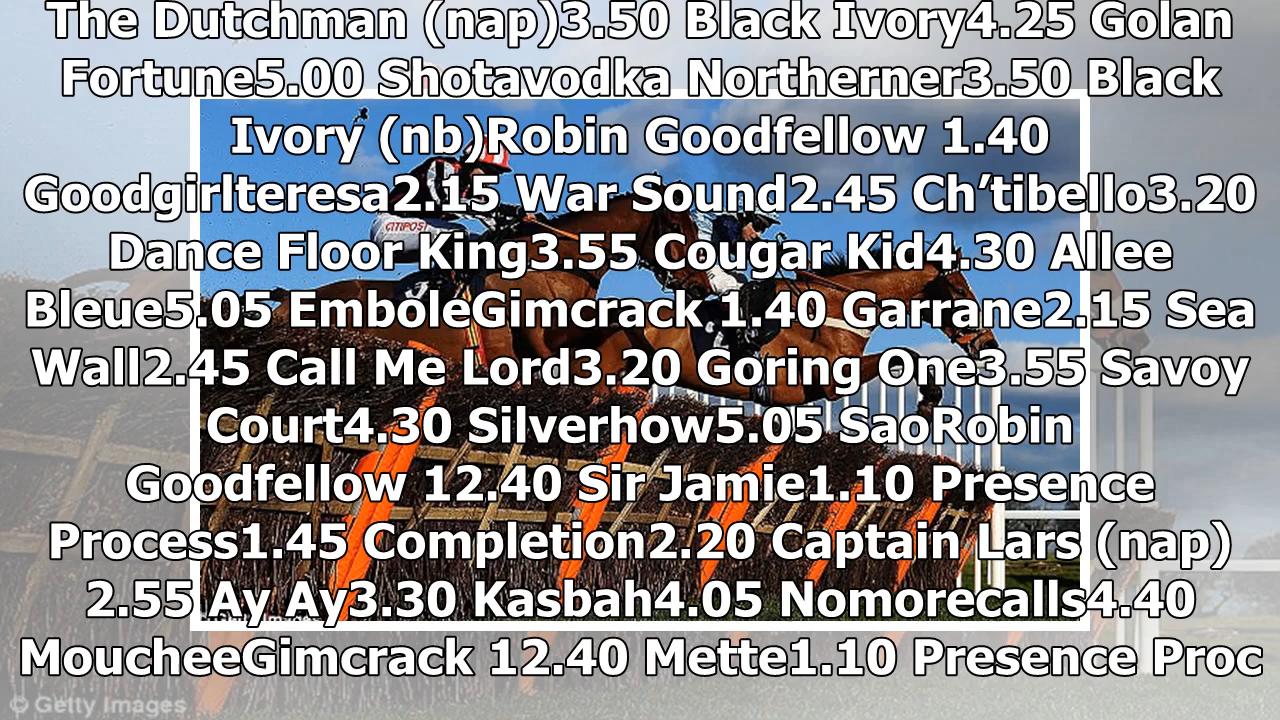 The Dutchman (nap)3.50 Black Ivory4.25 Golan
Fortune5.00 Shotavodka Northerner3.50 Black
Ivory (nb)Robin Goodfellow 1.40
Goodgirlteresa2.15 War Sound2.45 Ch’tibello3.20
Dance Floor King3.55 Cougar Kid4.30 Allee
Bleue5.05 EmboleGimcrack 1.40 Garrane2.15 Sea
Wall2.45 Call Me Lord3.20 Goring One3.55 Savoy
Court4.30 Silverhow5.05 SaoRobin
Goodfellow 12.40 Sir Jamie1.10 Presence
Process1.45 Completion2.20 Captain Lars (nap)
2.55 Ay Ay3.30 Kasbah4.05 Nomorecalls4.40
MoucheeGimcrack 12.40 Mette1.10 Presence Proc
CITIPOST
© Getty Images